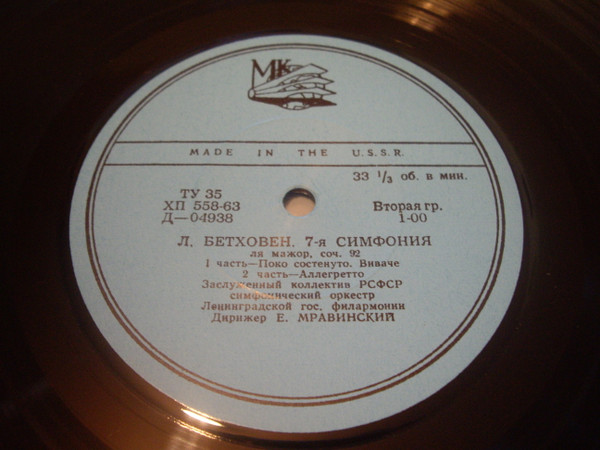 МК
MADE IN THE U.S.S.R.
33 1/3 об. в мин.
ТУ 35
ХП 558-63
Д—04938
Вторая гр.
1-00
Л. БЕТХОВЕН. 7-я СИМФОНИЯ
ля мажор, соч. 92
1 часть—Поко состенуто. Виваче
2 часть—Аллегретто
Заслуженный коллектив РСФСР
симфонический оркестр
Ленинградской гос. филармонии
Дирижер Е. МРАВИНСКИЙ